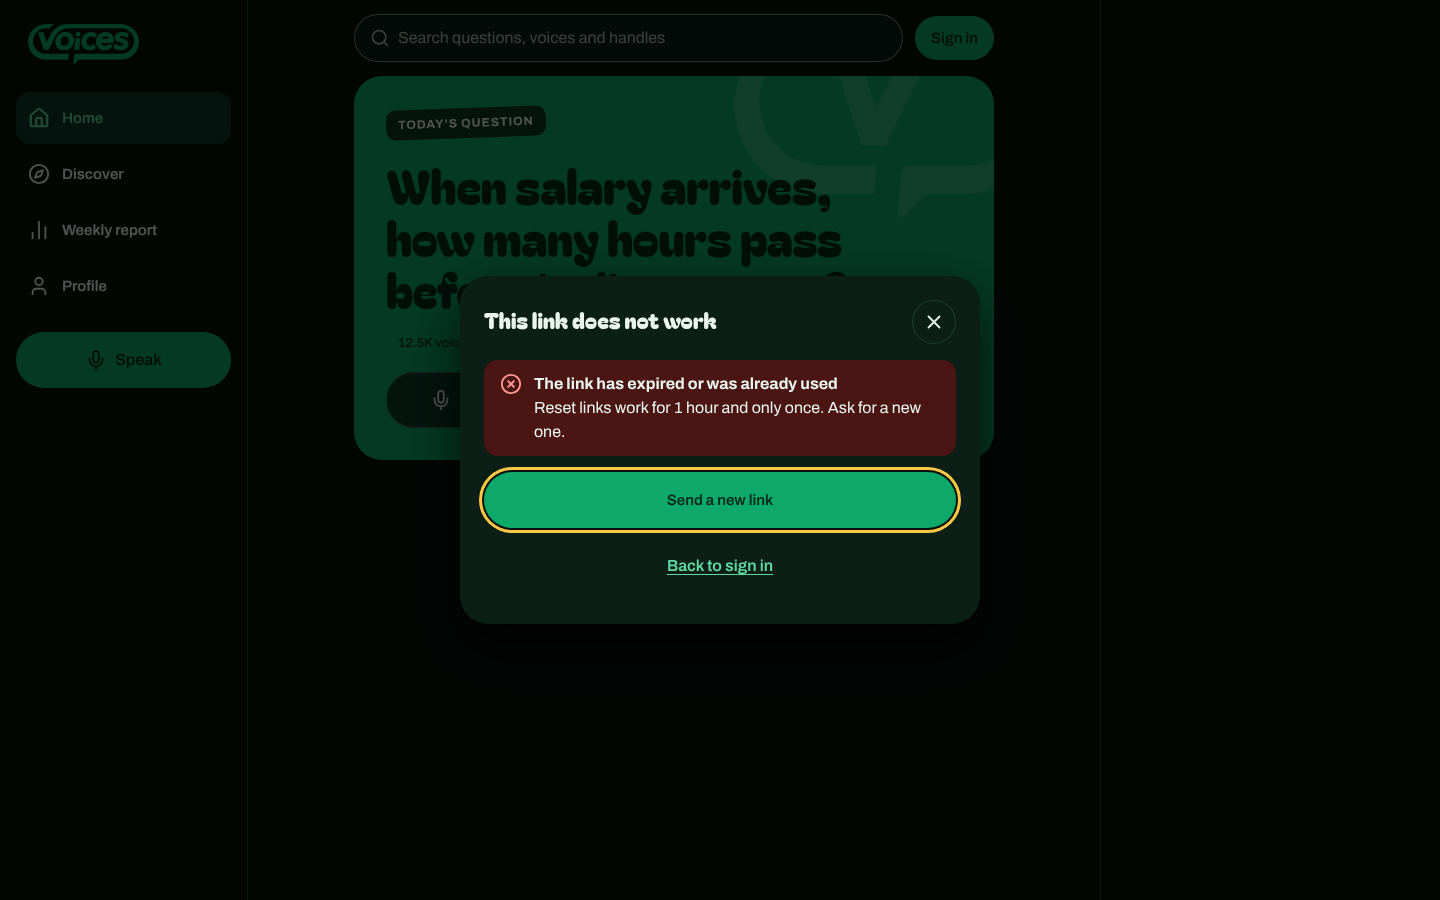 Voices
Search questions, voices and handles
Sign in
Home
Discover
Weekly report
Profile
Speak
TODAY'S QUESTION
When salary arrives,
how many hours pass
12.5K
This link does not work
The link has expired or was already used
Reset links work for 1 hour and only once. Ask for a new
one.
Send a new link
Back to sign in